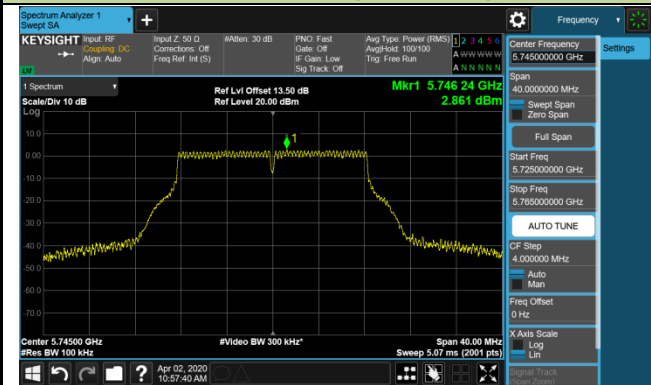 Spectrum Analyzer 1
Swept SA
Frequency
KEYSIGHT
Input: RF
Coupling: DC
Align: Auto
Input Z: 50 Ω
Corrections: Off
Freq Ref: Int (S)
#Atten: 30 dB
PNO: Fast
Gate: Off
IF Gain: Low
Sig Track: Off
Avg Type: Power (RMS)
Avg|Hold: 100/100
Trig: Free Run
1 2 3 4 5 6
A W W W W W
A N N N N N
LW
1 Spectrum
Scale/Div 10 dB
Log
Ref Lvl Offset 13.50 dB
Ref Level 20.00 dBm
Mkr1 5.746 24 GHz
2.861 dBm
1
10.0
0.00
-10.0
-20.0
-30.0
-40.0
-50.0
-60.0
-70.0
Center 5.74500 GHz
#Res BW 100 kHz
#Video BW 300 kHz*
Span 40.00 MHz
Sweep 5.07 ms (2001 pts)
Center Frequency
5.745000000 GHz
Settings
Span
40.0000000 MHz
Swept Span
Zero Span
Full Span
Start Freq
5.725000000 GHz
Stop Freq
5.765000000 GHz
AUTO TUNE
CF Step
4.000000 MHz
Auto
Man
Freq Offset
0 Hz
X Axis Scale
Log
Lin
Signal Track
(Span Zoom)
?
Apr 02, 2020
10:57:40 AM